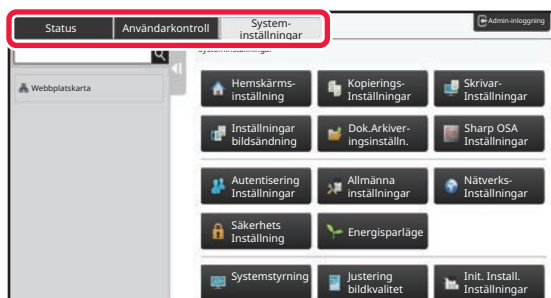 Status
Användarkontroll
System-
inställningar
Admin-inloggning
Systeminställningar
Webbplatskarta
Hemskärms-
inställning
Kopierings-
Inställningar
Skrivar-
Inställningar
Inställningar
bildsändning
Dok.Arkiver-
ingsinställn.
Sharp OSA
Inställningar
Autentisering
Inställningar
Allmänna
inställningar
Nätverks-
Inställningar
Säkerhets
Inställning
Energisparläge
Systemstyrning
Justering
bildkvalitet
Init. Install.
Inställningar